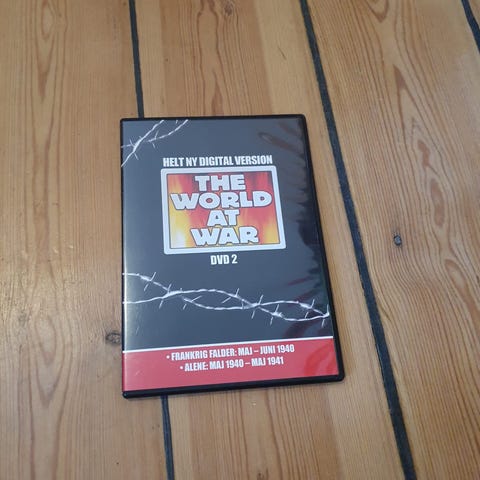 HELT NY DIGITAL VERSION
THE
WORLD
AT
WAR
DVD 2
• FRANKRIG FALDER: MAJ – JUNI 1940
• ALENE: MAJ 1940 – MAJ 1941